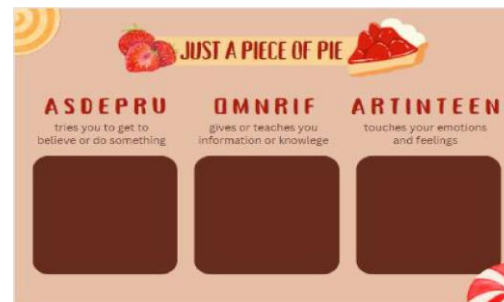 JUST A PIECE OF PIE
ASDEPRU
tries you to get to
believe or do something
OMNRIF
gives or teaches you
information or knowlege
ARTINTEEN
touches your emotions
and feelings